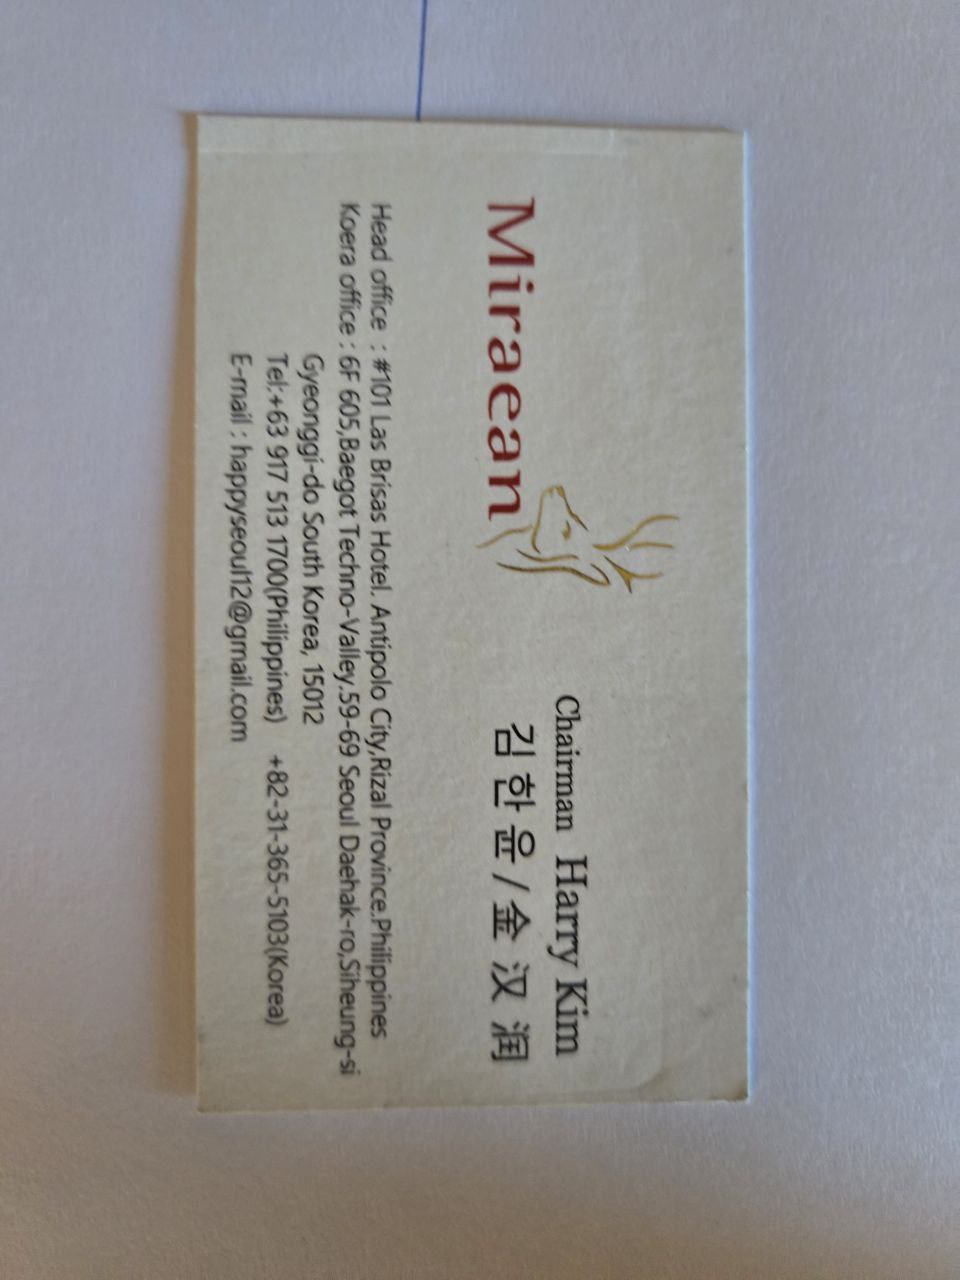 Miraean
Chairman Harry Kim
김 한 윤 / 金 汉 润
Head office : #101 Las Brisas Hotel. Antipolo City,Rizal Province.Philippines
Koera office : 6F 605,Baegot Techno-Valley.59-69 Seoul Daehak-ro,Siheung-si
Gyeonggi-do South Korea, 15012
Tel:+63 917 513 1700(Philippines) +82-31-365-5103(Korea)
E-mail : happyseoul12@gmail.com